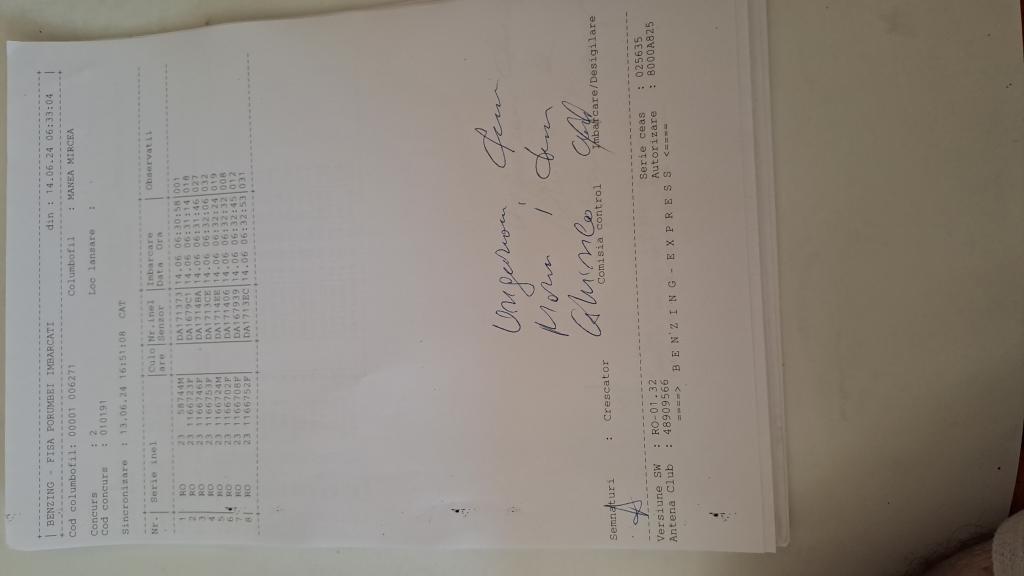 BENZING - FISA PORUMBEI IMBARCATI din : 14.06.24 06:33:04
Cod columbofil: 00001 006271 Columbofil : MANEA MIRCEA
Concurs : 2 Loc lansare :
Cod concurs : 010191
Sincronizare : 13.06.24 16:51:08 CAT
Nr.| Serie inel |Culo|Nr.inel |Imbarcare |Observatii
are |Senzor |Data Ora
1 RO 23 58744M DA171373 14.06 06:30:58 001
2 RO 23 1166723F DA1679C1 14.06 06:31:14 018
3 RO 23 1166746F DA1714BA 14.06 06:31:46 027
4 RO 23 1166753F DA1713CE 14.06 06:32:06 032
5 RO 23 1166724M DA1714EE 14.06 06:32:24 019
6 RO 23 1166702F DA171406 14.06 06:32:32 008
7 RO 23 1166708F DA167939 14.06 06:32:45 012
8 RO 23 1166752F DA1713EC 14.06 06:32:53 031
Semnaturi : Crescator Comisia control Imbarcare/Desigilare
Versiune SW : RO-01.32 Serie ceas : 025635
Antena Club : 48909566 Autorizare : 8000A825
====> B E N Z I N G - E X P R E S S <====